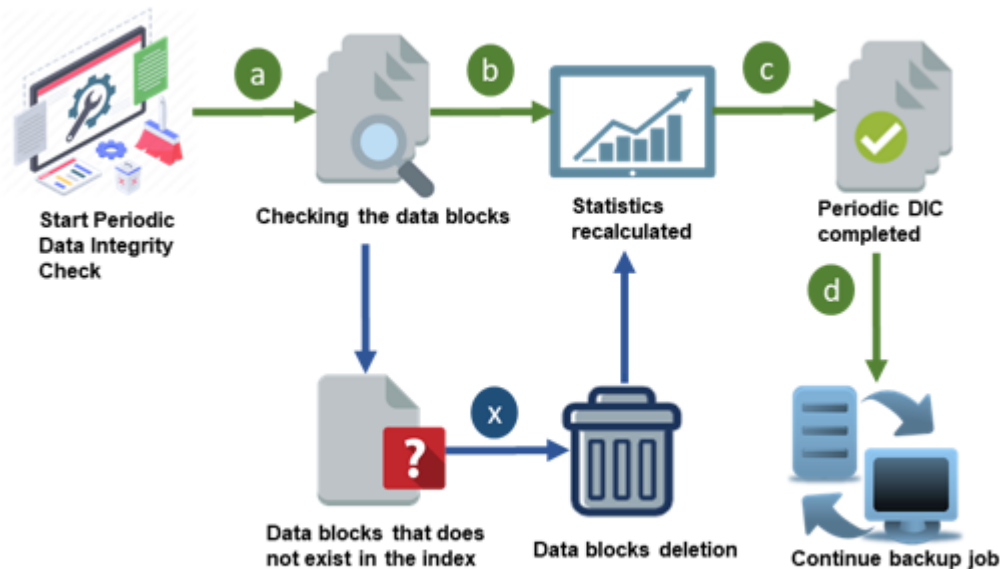 a
b
c
Start Periodic
Data Integrity
Check
Checking the data blocks
Statistics
recalculated
Periodic DIC
completed
d
x
?
Data blocks that does
not exist in the index
Data blocks deletion
Continue backup job